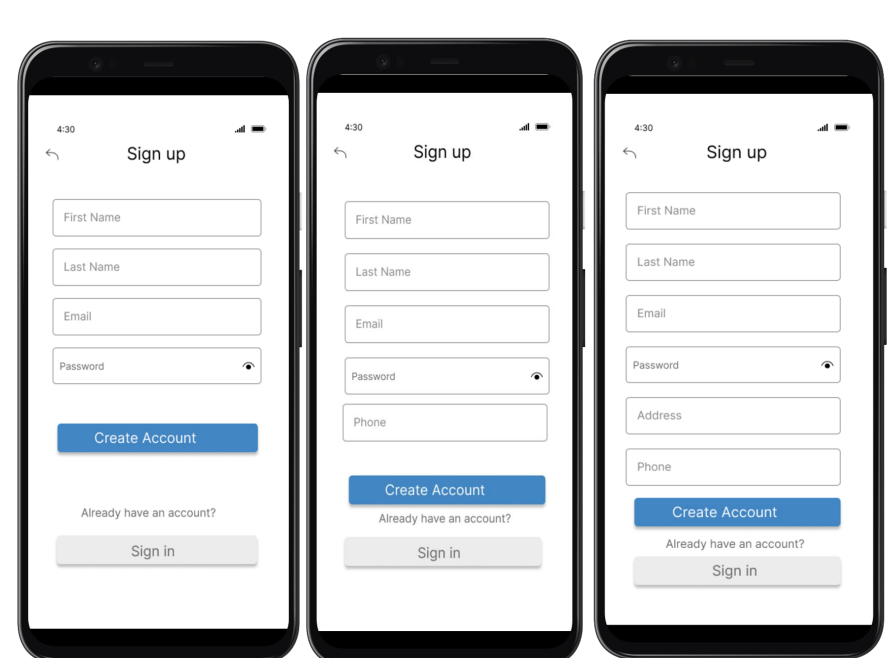 4:30
Sign up
First Name
Last Name
Email
Password
Create Account
Already have an account?
Sign in
4:30
Sign up
First Name
Last Name
Email
Password
Phone
Create Account
Already have an account?
Sign in
4:30
Sign up
First Name
Last Name
Email
Password
Address
Phone
Create Account
Already have an account?
Sign in